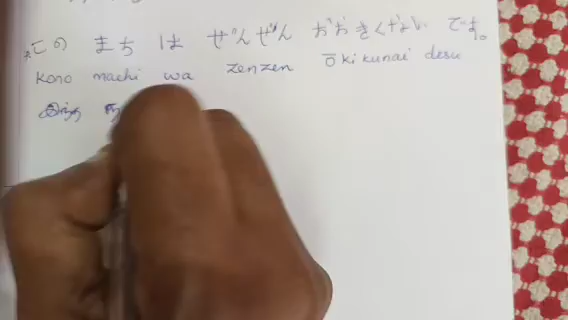 この まち は ぜんぜん おおきくない です。
kono machi wa zenzen ōkikunai desu
இந்த